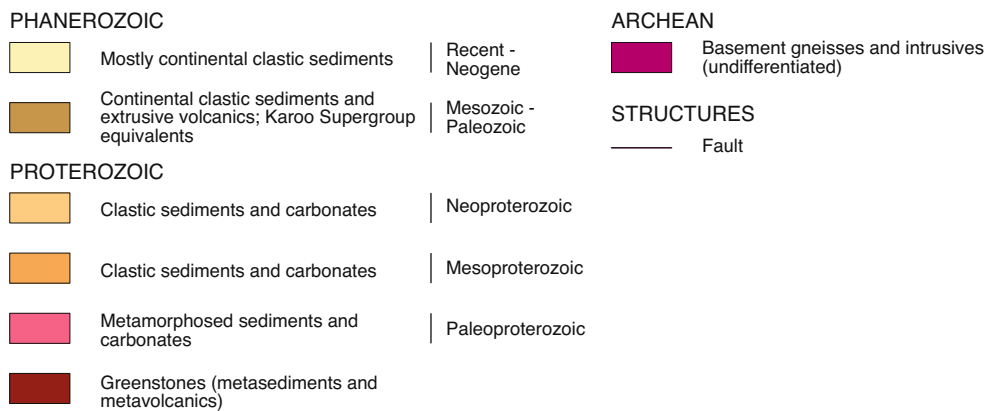 PHANEROZOIC
Mostly continental clastic sediments
Recent -
Neogene
Continental clastic sediments and
extrusive volcanics; Karoo Supergroup
equivalents
Mesozoic -
Paleozoic
PROTEROZOIC
Clastic sediments and carbonates
Neoproterozoic
Clastic sediments and carbonates
Mesoproterozoic
Metamorphosed sediments and
carbonates
Paleoproterozoic
Greenstones (metasediments and
metavolcanics)
ARCHEAN
Basement gneisses and intrusives
(undifferentiated)
STRUCTURES
Fault